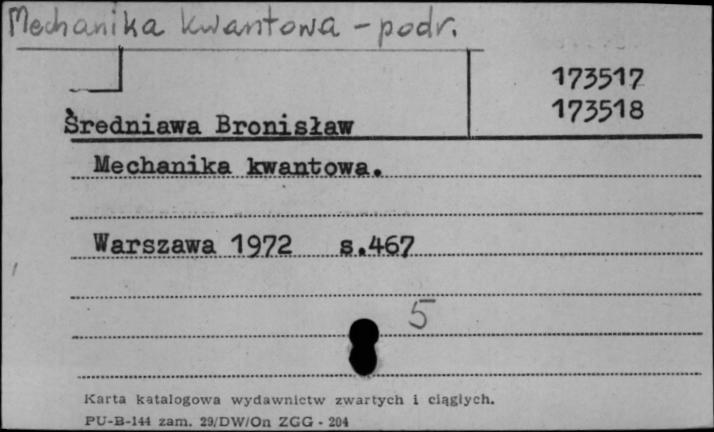 Mechanika kwantowa - podr.
173517
173518
Średniawa Bronisław
Mechanika kwantowa.
Warszawa 1972 s.467
5
Karta katalogowa wydawnictw zwartych i ciągłych.
PU-B-144 zam. 29/DW/On ZGG - 204